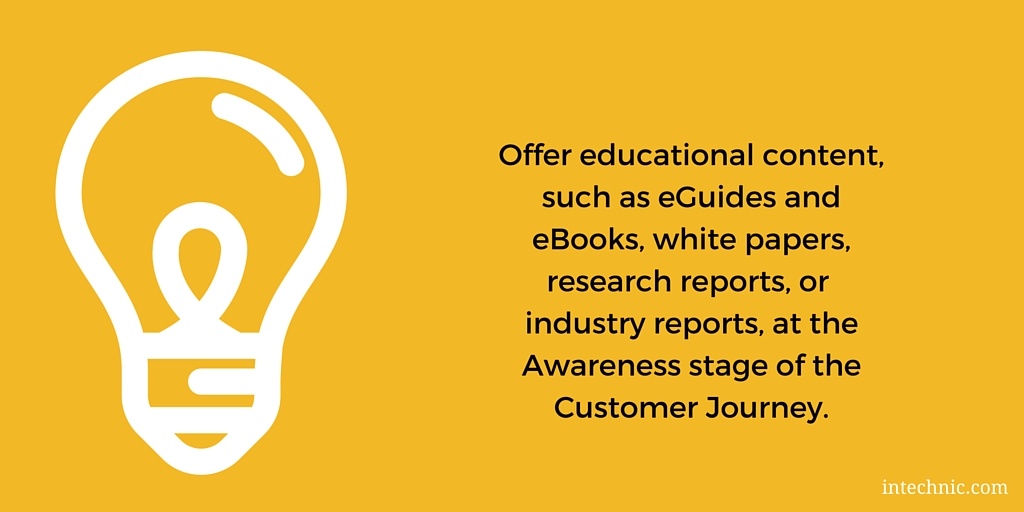 Offer educational content,
such as eGuides and
eBooks, white papers,
research reports, or
industry reports, at the
Awareness stage of the
Customer Journey.
intechnic.com